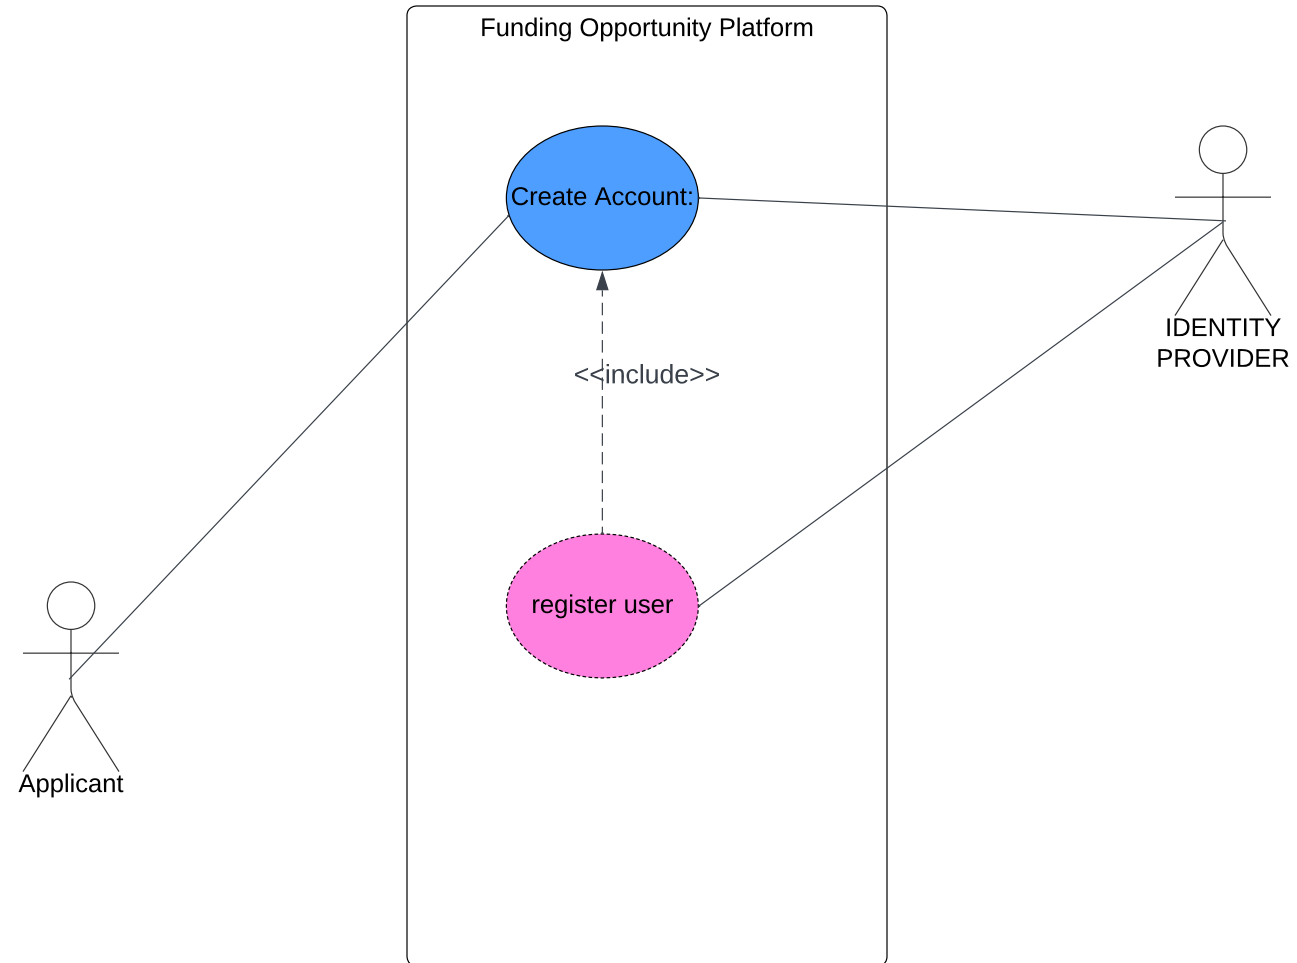 Funding Opportunity Platform
Create Account:
IDENTITY
PROVIDER
<<include>>
register user
Applicant